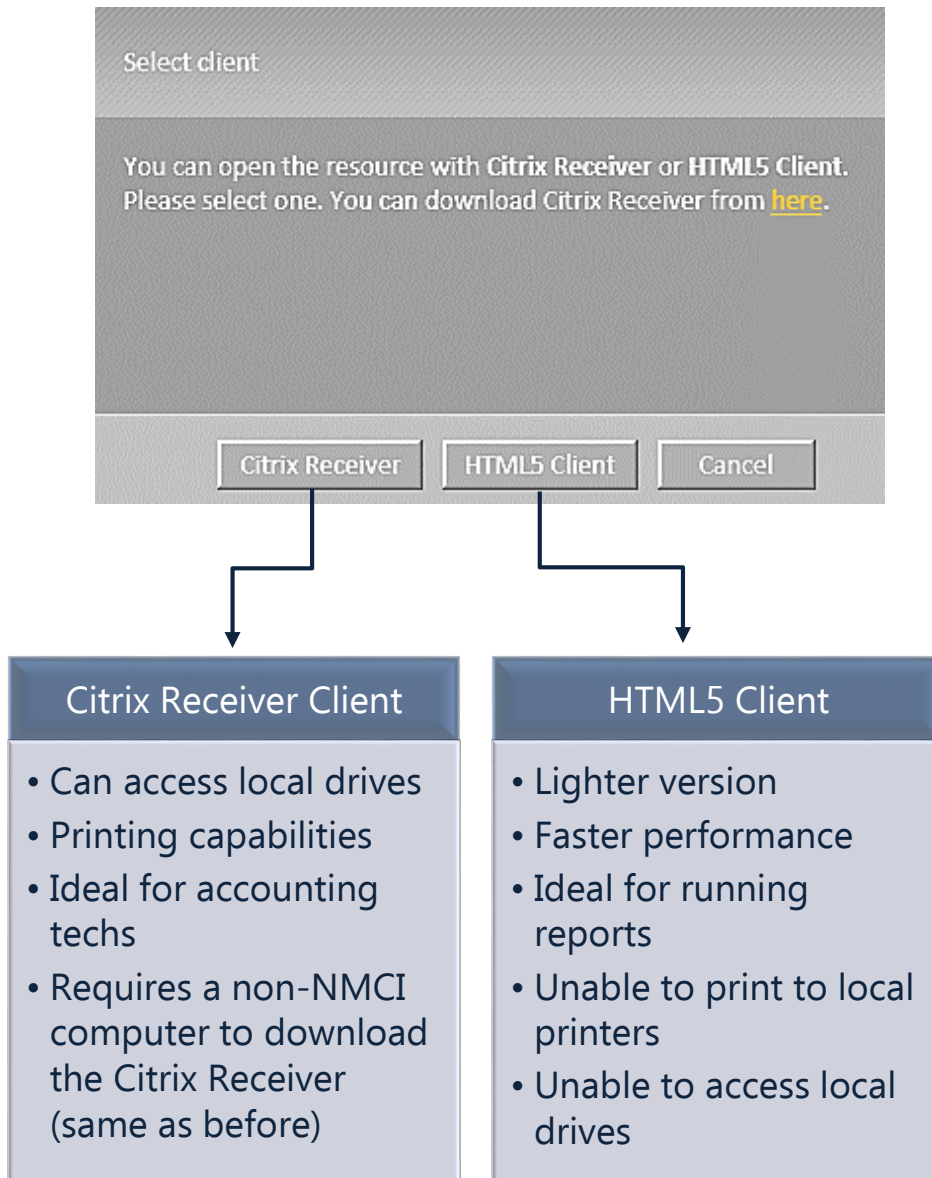 Select client
You can open the resource with Citrix Receiver or HTML5 Client.
Please select one. You can download Citrix Receiver from here.
Citrix Receiver
HTML5 Client
Cancel
Citrix Receiver Client
• Can access local drives
• Printing capabilities
• Ideal for accounting
techs
• Requires a non-NMCI
computer to download
the Citrix Receiver
(same as before)
HTML5 Client
• Lighter version
• Faster performance
• Ideal for running
reports
• Unable to print to local
printers
• Unable to access local
drives